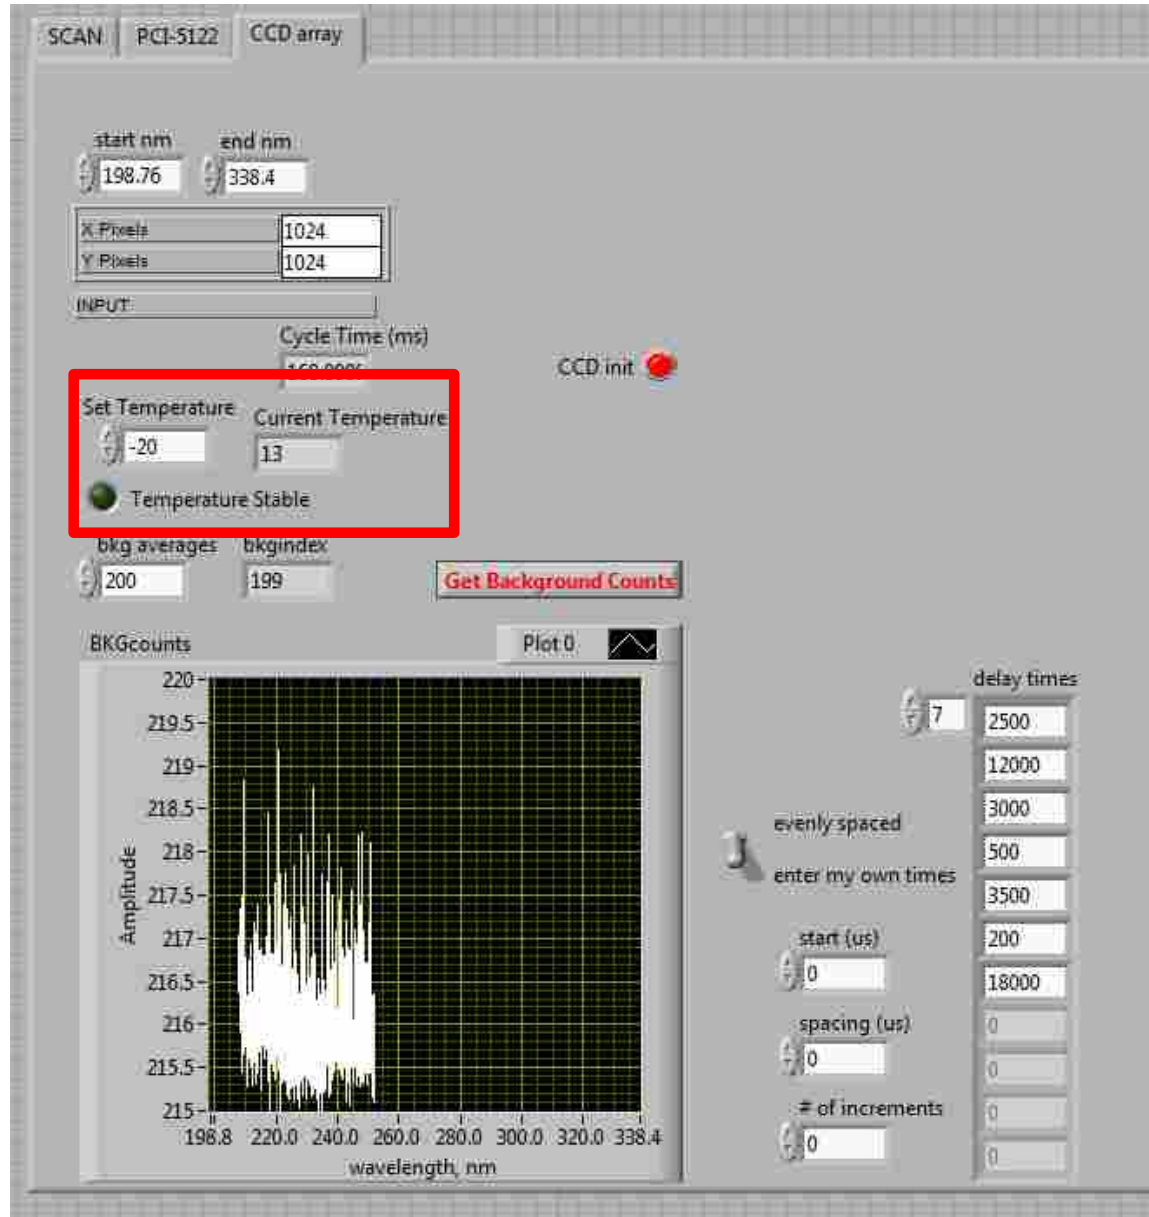 SCAN PCI-5122 CCD array
start nm end nm
198.76 338.4
X Pixels 1024
Y Pixels 1024
INPUT
Cycle Time (ms)
CCD init
Set Temperature Current Temperature
-20 13
Temperature Stable
bkg averages bkgindex
200 199
Get Background Counts
BKGcounts Plot 0
220
219.5
219
218.5
218
217.5
217
216.5
216
215.5
215
Amplitude
198.8 220.0 240.0 260.0 280.0 300.0 320.0 338.4
wavelength, nm
delay times
7 2500
12000
3000
500
3500
200
18000
0
0
0
0
evenly spaced
enter my own times
start (us)
0
spacing (us)
0
# of increments
0